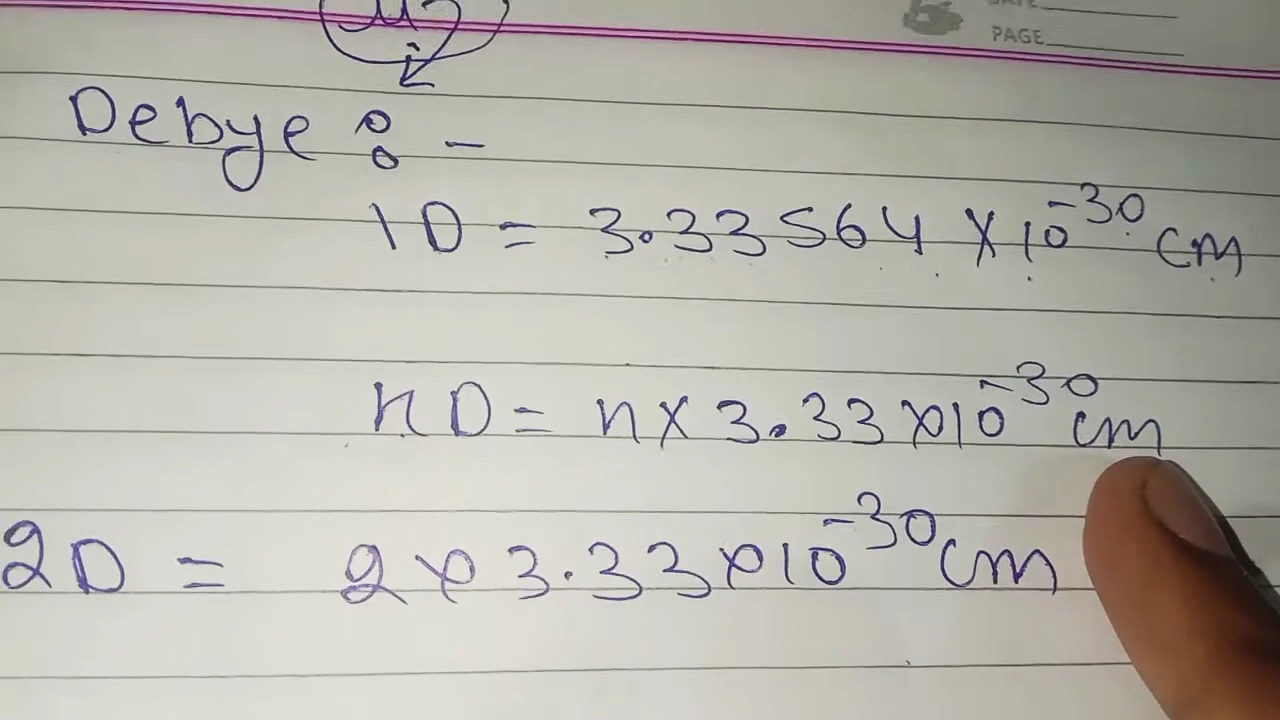 PAGE
Debye :-
1D = 3.33564 × 10⁻³⁰ cm
nD = n × 3.33 × 10⁻³⁰ cm
2D = 2 × 3.33 × 10⁻³⁰ cm